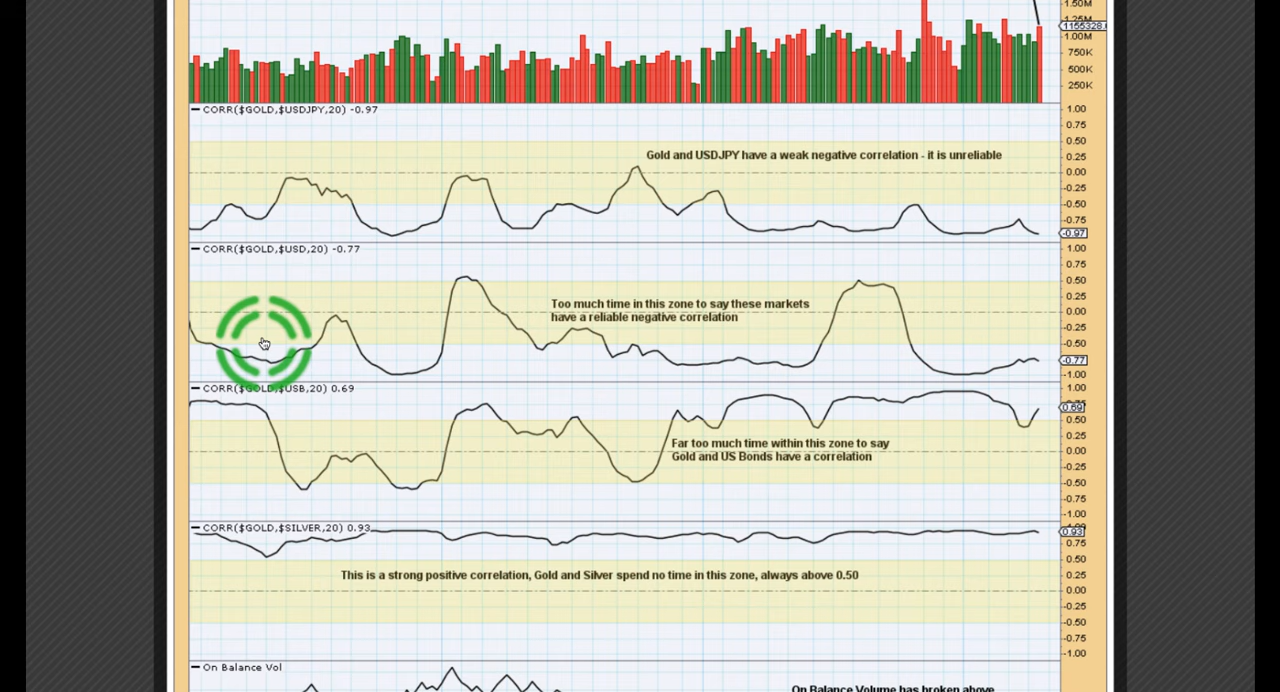 1.50M
1.25M
1155328.
1.00M
750K
500K
250K
CORR($GOLD,$USDJPY,20) -0.97
1.00
0.75
0.50
Gold and USDJPY have a weak negative correlation - it is unreliable
0.25
0.00
-0.25
-0.50
-0.75
-0.97
CORR($GOLD,$USD,20) -0.77
1.00
0.75
0.50
0.25
Too much time in this zone to say these markets
have a reliable negative correlation
0.00
-0.25
-0.50
-0.77
-1.00
CORR($GOLD,$USB,20) 0.69
1.00
0.69
0.50
0.25
Far too much time within this zone to say
Gold and US Bonds have a correlation
0.00
-0.25
-0.50
-0.75
-1.00
CORR($GOLD,$SILVER,20) 0.93
0.93
0.75
0.50
This is a strong positive correlation, Gold and Silver spend no time in this zone, always above 0.50
0.25
0.00
-0.25
-0.50
-0.75
-1.00
On Balance Vol
On Balance Volume has broken above